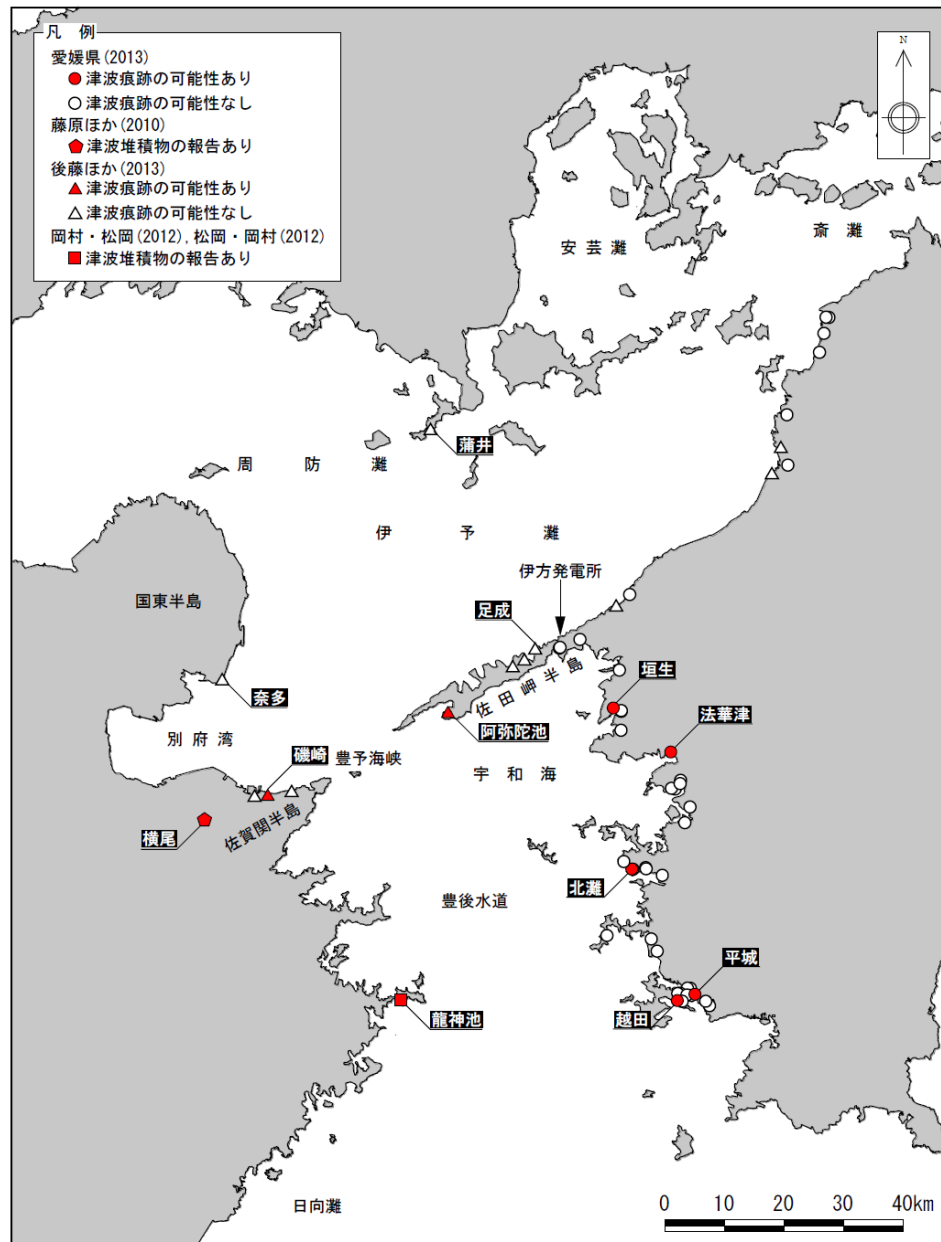 凡 例
愛媛県(2013)
津波痕跡の可能性あり
津波痕跡の可能性なし
藤原ほか(2010)
津波堆積物の報告あり
後藤ほか(2013)
津波痕跡の可能性あり
津波痕跡の可能性なし
岡村・松岡(2012),松岡・岡村(2012)
津波堆積物の報告あり
N
斎 灘
安 芸 灘
蒲井
周 防 灘
伊 予 灘
伊方発電所
国東半島
足成
佐田岬半島
垣生
奈多
法華津
阿弥陀池
別府湾
磯崎
豊予海峡
宇和海
佐賀関半島
横尾
北灘
豊後水道
平城
龍神池
越田
日向灘
0 10 20 30 40km